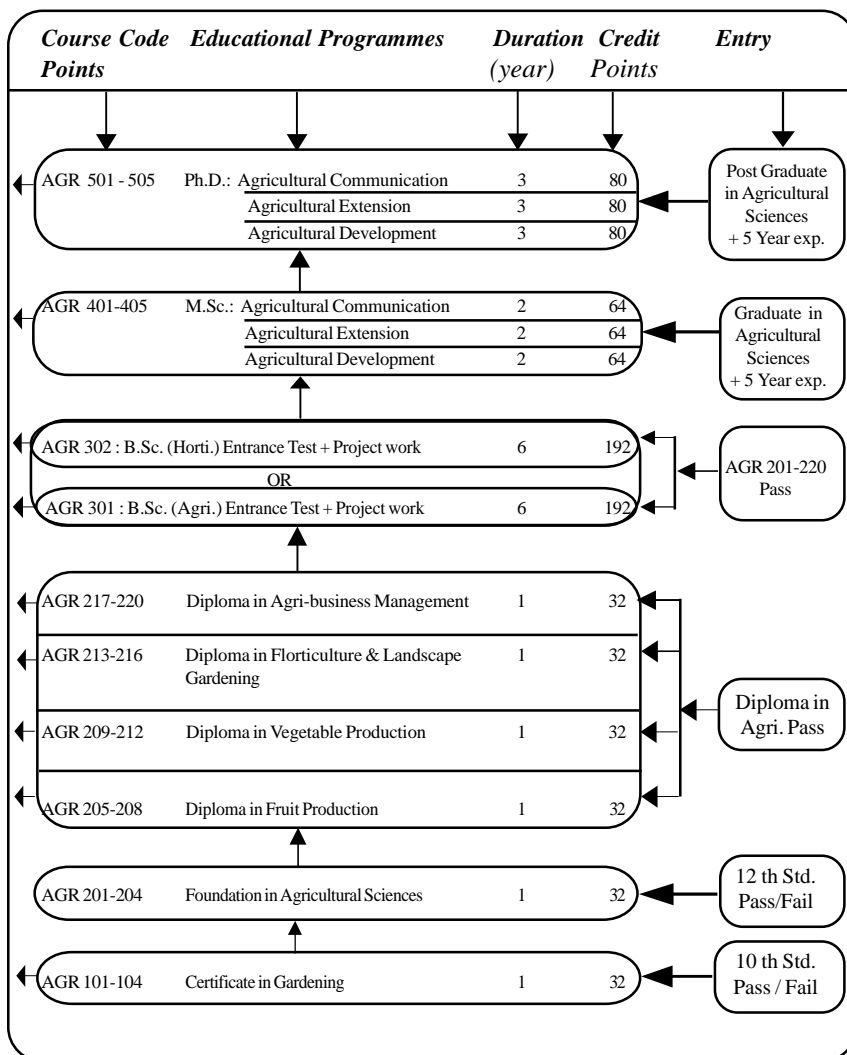 Course Code Educational Programmes Duration Credit Entry
Points (year) Points
AGR 501 - 505 Ph.D.: Agricultural Communication 3 80
Agricultural Extension 3 80
Agricultural Development 3 80
Post Graduate
in Agricultural
Sciences
+ 5 Year exp.
AGR 401-405 M.Sc.: Agricultural Communication 2 64
Agricultural Extension 2 64
Agricultural Development 2 64
Graduate in
Agricultural
Sciences
+ 5 Year exp.
AGR 302 : B.Sc. (Horti.) Entrance Test + Project work 6 192
OR
AGR 301 : B.Sc. (Agri.) Entrance Test + Project work 6 192
AGR 201-220
Pass
AGR 217-220 Diploma in Agri-business Management 1 32
AGR 213-216 Diploma in Florticulture & Landscape 1 32
Gardening
AGR 209-212 Diploma in Vegetable Production 1 32
AGR 205-208 Diploma in Fruit Production 1 32
Diploma in
Agri. Pass
AGR 201-204 Foundation in Agricultural Sciences 1 32
12 th Std.
Pass/Fail
AGR 101-104 Certificate in Gardening 1 32
10 th Std.
Pass / Fail